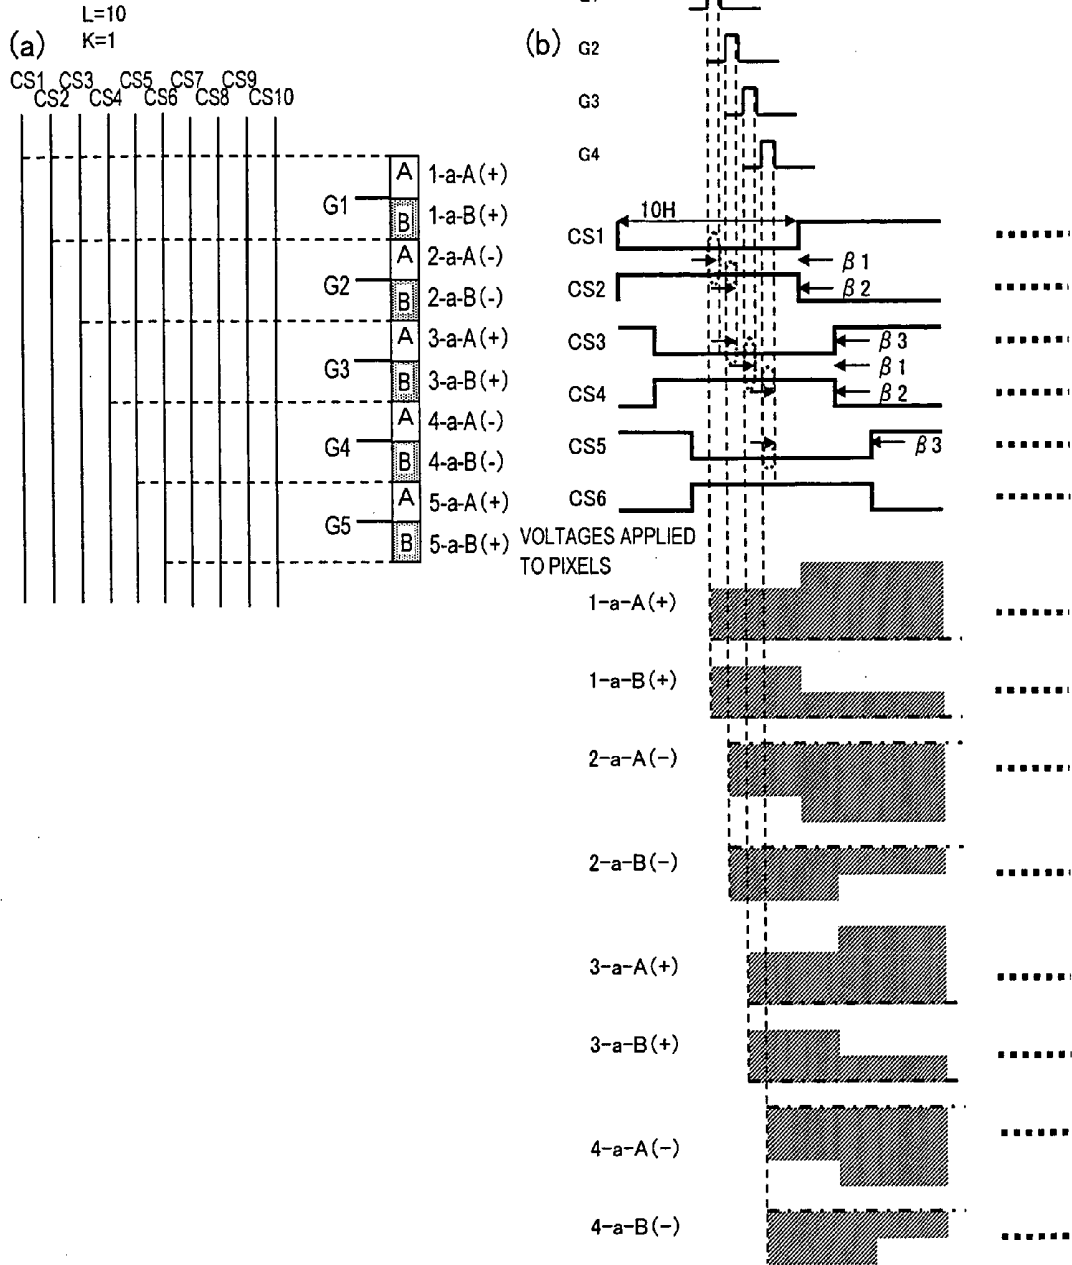 L=10
K=1
(a)
CS1 CS3 CS5 CS7 CS9
CS2 CS4 CS6 CS8 CS10
A 1-a-A(+)
G1
B 1-a-B(+)
A 2-a-A(-)
G2
B 2-a-B(-)
A 3-a-A(+)
G3
B 3-a-B(+)
A 4-a-A(-)
G4
B 4-a-B(-)
A 5-a-A(+)
G5
B 5-a-B(+)
(b)
G2
G3
G4
10H
CS1
β1
CS2
β2
CS3
β3
β1
CS4
β2
CS5
β3
CS6
VOLTAGES APPLIED
TO PIXELS
1-a-A(+)
1-a-B(+)
2-a-A(-)
2-a-B(-)
3-a-A(+)
3-a-B(+)
4-a-A(-)
4-a-B(-)